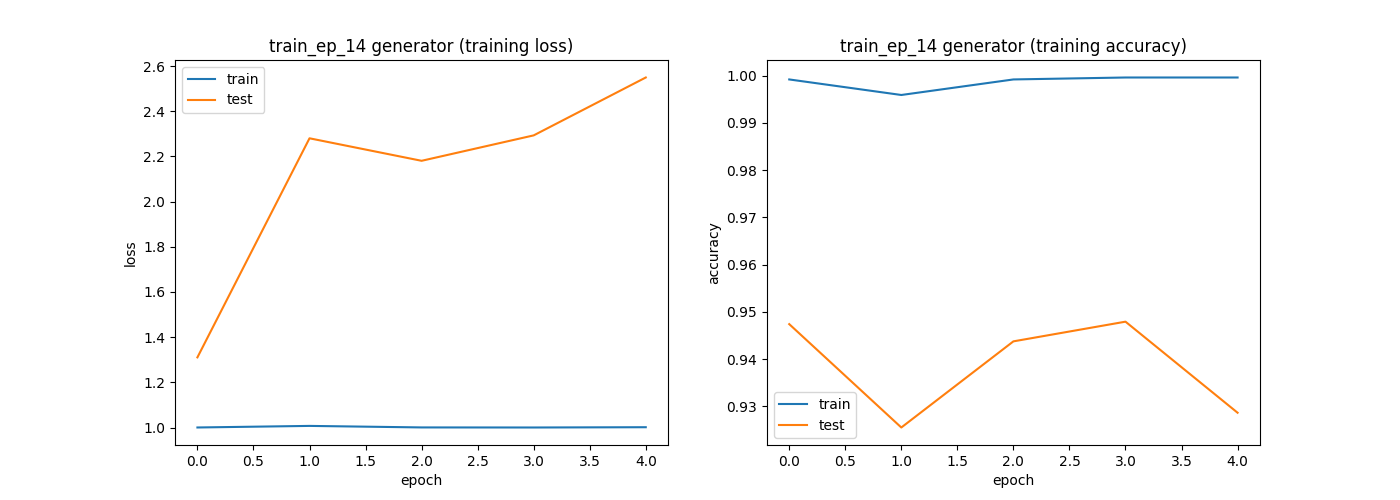 train_ep_14 generator (training loss)
2.6
2.4
2.2
2.0
1.8
1.6
1.4
1.2
1.0
loss
train
test
0.0 0.5 1.0 1.5 2.0 2.5 3.0 3.5 4.0
epoch
train_ep_14 generator (training accuracy)
1.00
0.99
0.98
0.97
0.96
0.95
0.94
0.93
accuracy
train
test
0.0 0.5 1.0 1.5 2.0 2.5 3.0 3.5 4.0
epoch